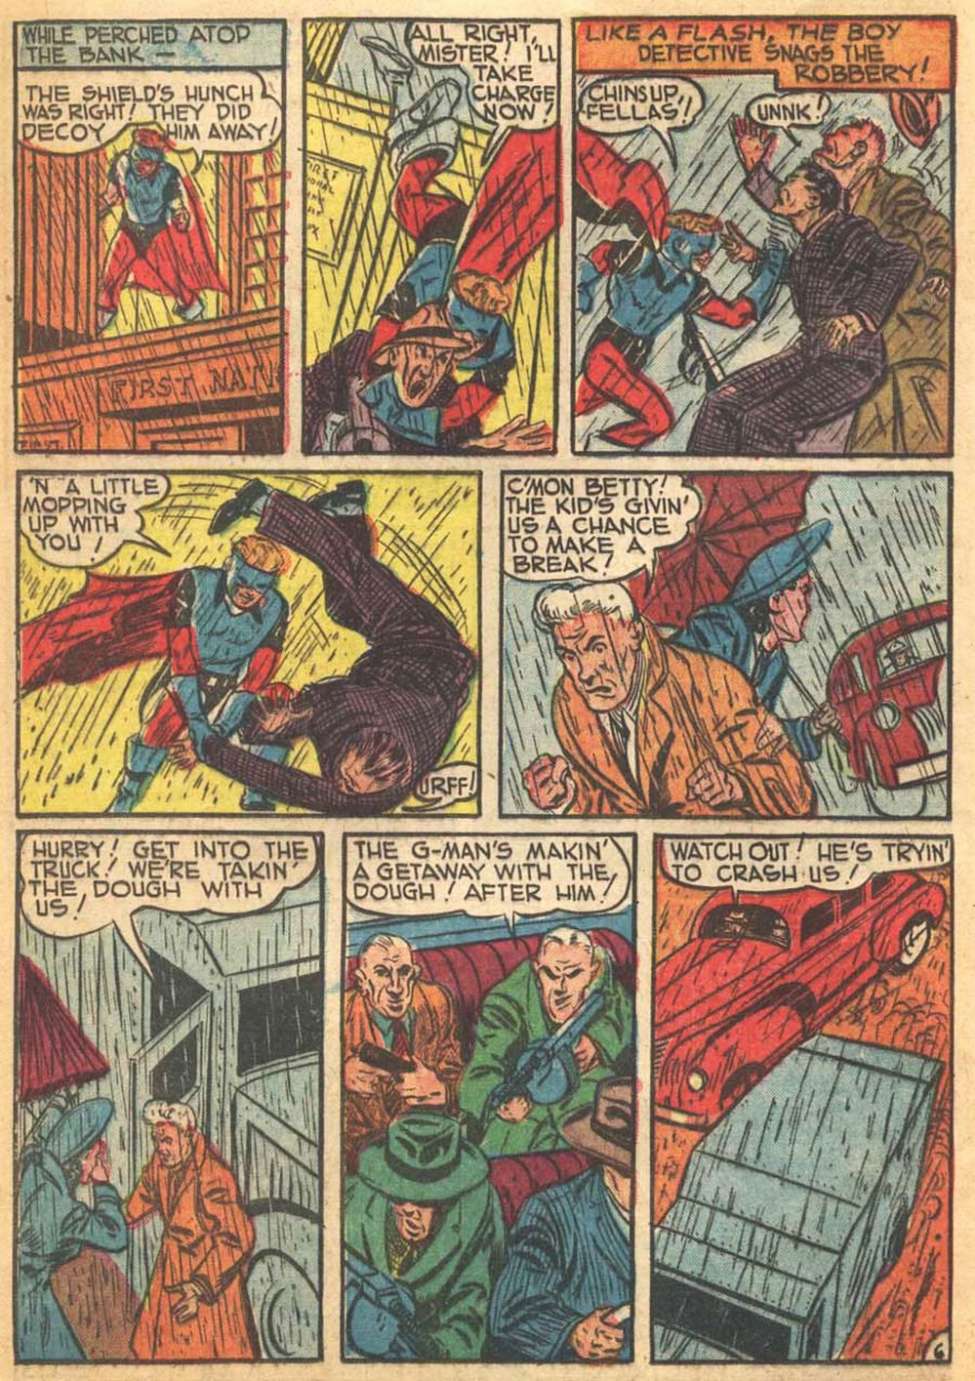 WHILE PERCHED ATOP
THE BANK —
THE SHIELD'S HUNCH
WAS RIGHT! THEY DID
DECOY HIM AWAY!
FIRST NAT
ALL RIGHT,
MISTER! I'LL
TAKE
CHARGE
NOW!
FIRST
LIKE A FLASH, THE BOY
DETECTIVE SNAGS THE
ROBBERY!
CHINS UP,
FELLAS!
UNNK!
'N A LITTLE
MOPPING
UP WITH
YOU!
URFF!
C'MON BETTY!
THE KID'S GIVIN'
US A CHANCE
TO MAKE A
BREAK!
HURRY! GET INTO THE
TRUCK! WE'RE TAKIN'
THE DOUGH WITH
US!
THE G-MAN'S MAKIN'
A GETAWAY WITH THE
DOUGH! AFTER HIM!
WATCH OUT! HE'S TRYIN'
TO CRASH US!
6